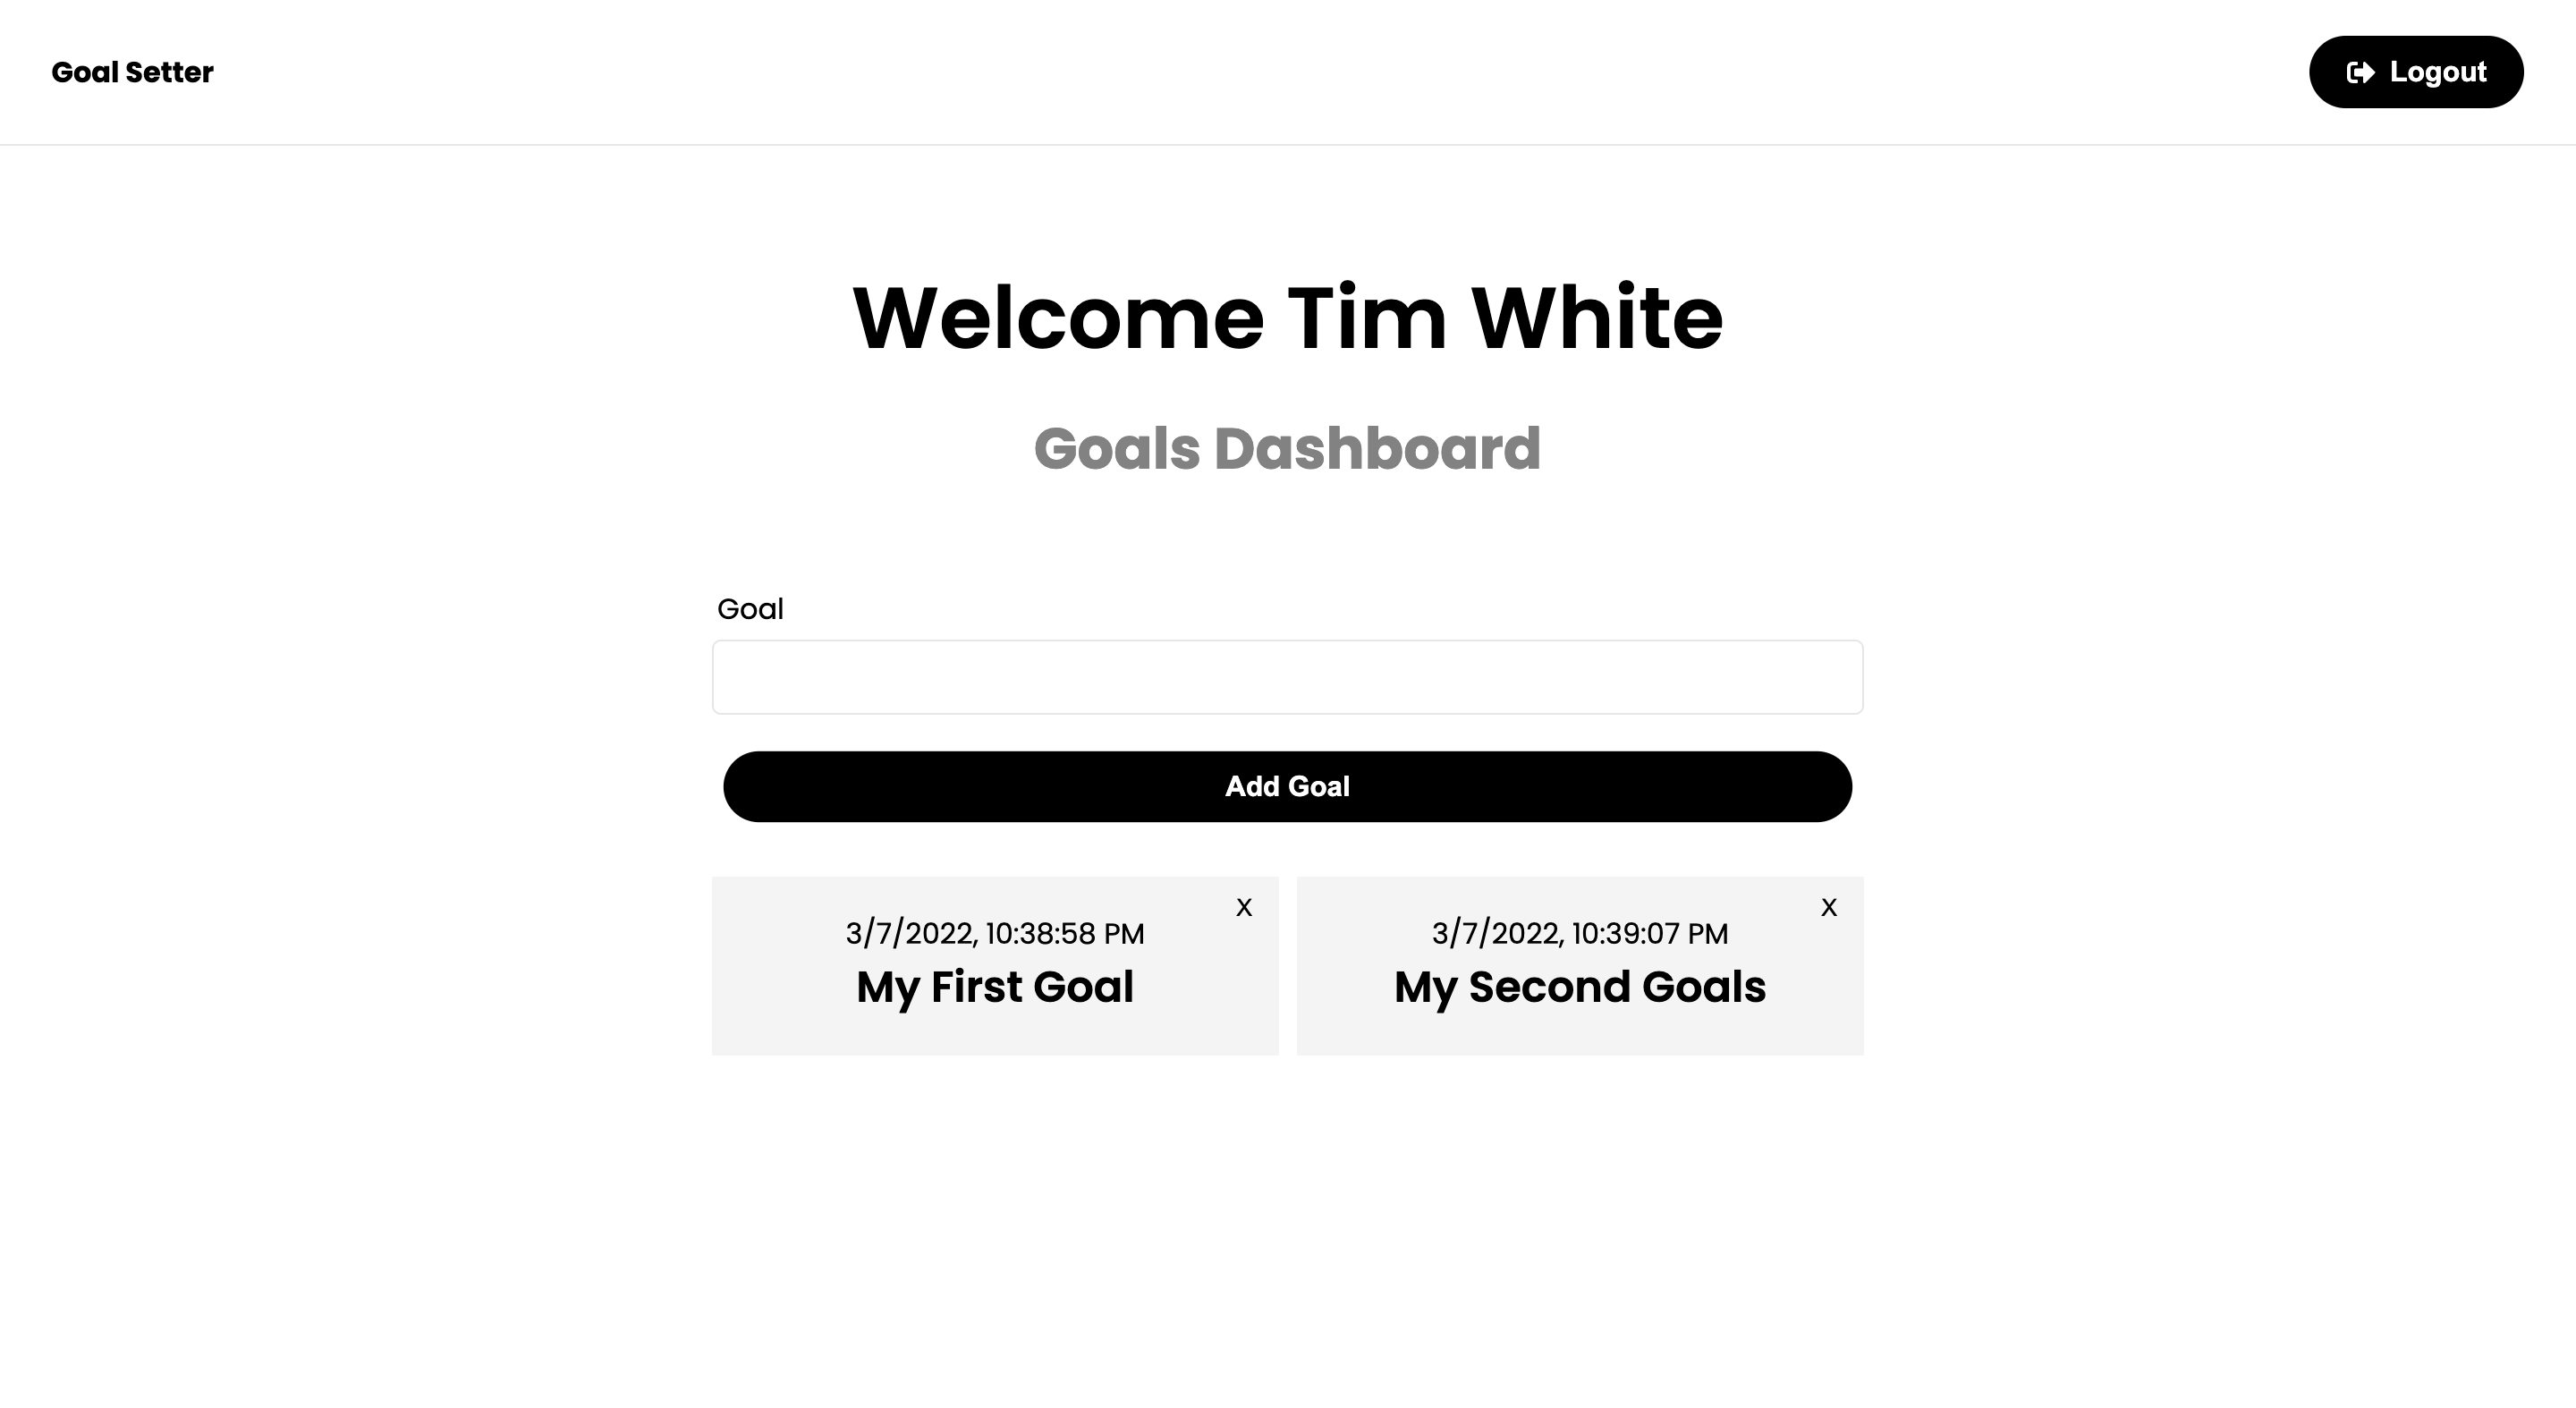 Goal Setter
Logout
Welcome Tim White
Goals Dashboard
Goal
Add Goal
X
3/7/2022, 10:38:58 PM
My First Goal
X
3/7/2022, 10:39:07 PM
My Second Goals